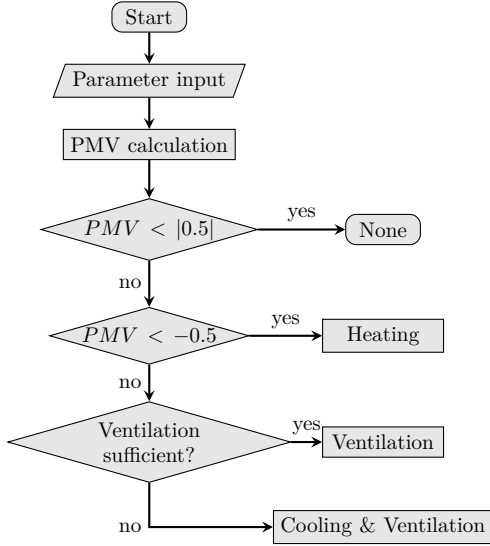 Start
Parameter input
PMV calculation
PMV < |0.5|
yes
None
no
PMV < −0.5
yes
Heating
no
Ventilation
sufficient?
yes
Ventilation
no
Cooling & Ventilation